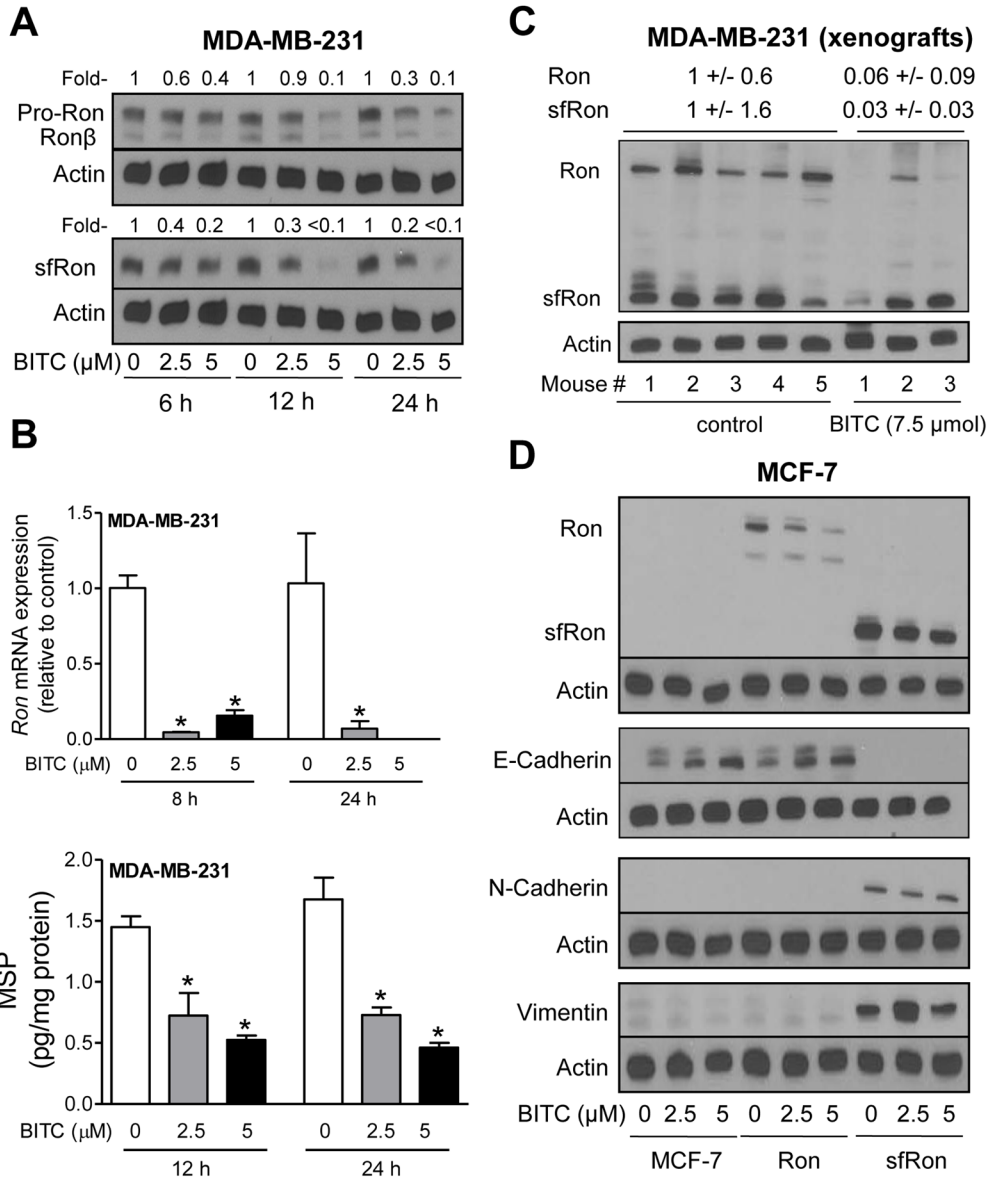 A
MDA-MB-231
Fold- 1 0.6 0.4 1 0.9 0.1 1 0.3 0.1
Pro-Ron
Ronβ
Actin
Fold- 1 0.4 0.2 1 0.3 <0.1 1 0.2 <0.1
sfRon
Actin
BITC (µM) 0 2.5 5 0 2.5 5 0 2.5 5
6 h 12 h 24 h
B
Ron mRNA expression
(relative to control)
MDA-MB-231
1.5
1.0
0.5
0.0
* * *
BITC (µM) 0 2.5 5 0 2.5 5
8 h 24 h
MSP
(pg/mg protein)
MDA-MB-231
2.0
1.5
1.0
0.5
0.0
* * * *
BITC (µM) 0 2.5 5 0 2.5 5
12 h 24 h
C
MDA-MB-231 (xenografts)
Ron 1 +/- 0.6 0.06 +/- 0.09
sfRon 1 +/- 1.6 0.03 +/- 0.03
Ron
sfRon
Actin
Mouse # 1 2 3 4 5 1 2 3
control BITC (7.5 µmol)
D
MCF-7
Ron
sfRon
Actin
E-Cadherin
Actin
N-Cadherin
Actin
Vimentin
Actin
BITC (µM) 0 2.5 5 0 2.5 5 0 2.5 5
MCF-7 Ron sfRon